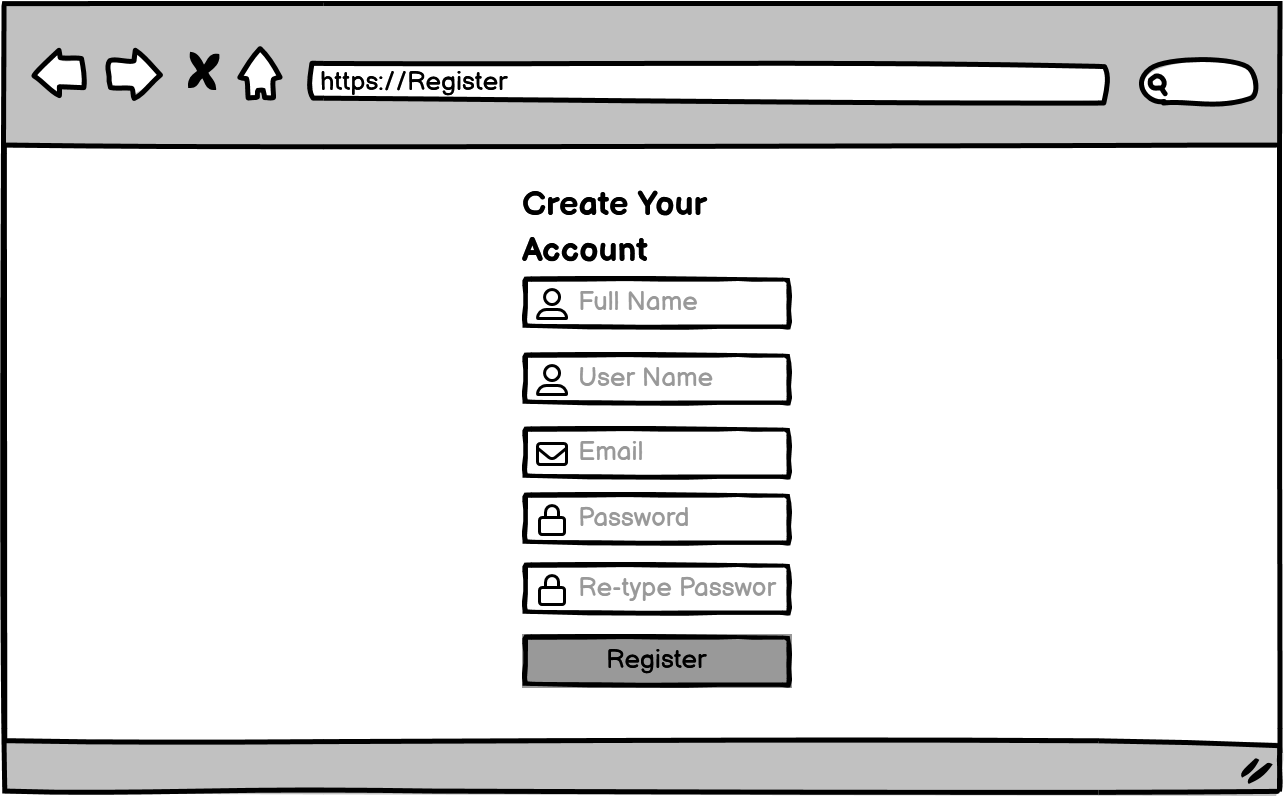 https://Register
Create Your
Account
Full Name
User Name
Email
Password
Re-type Passwor
Register